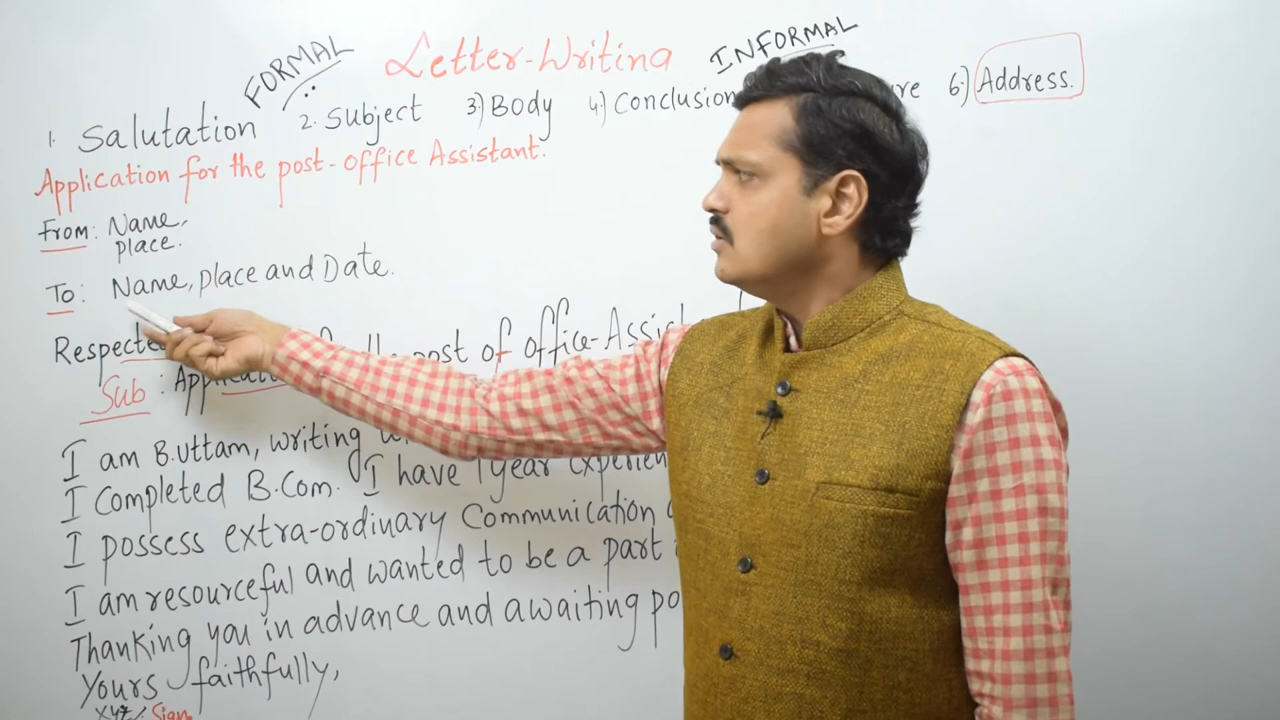 FORMAL Letter-Writing INFORMAL
1. Salutation 2. Subject 3.) Body 4.) Conclusion 6.) Address.
Application for the post-office Assistant.
From: Name,
place.
To: Name, place and Date.
Respected post of office-Assist
Sub : Application
I am B.Uttam, writing
I Completed B.Com. I have 1 year experien
I possess extra-ordinary Communication
I am resourceful and wanted to be a part
Thanking you in advance and awaiting po
Yours faithfully,
xyz/. Sign